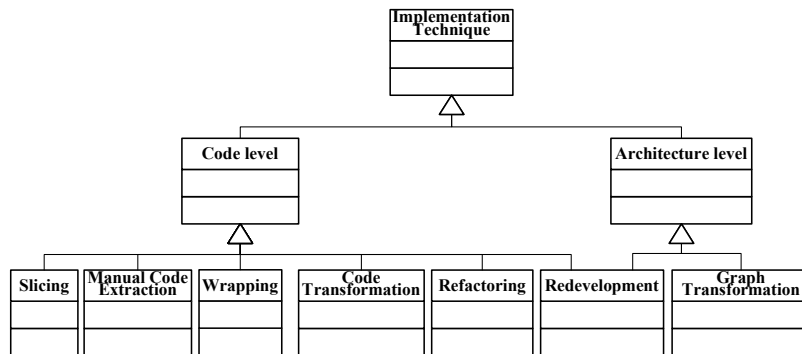 Implementation
Technique
Code level
Architecture level
Slicing
Manual Code
Extraction
Wrapping
Code
Transformation
Refactoring
Redevelopment
Graph
Transformation